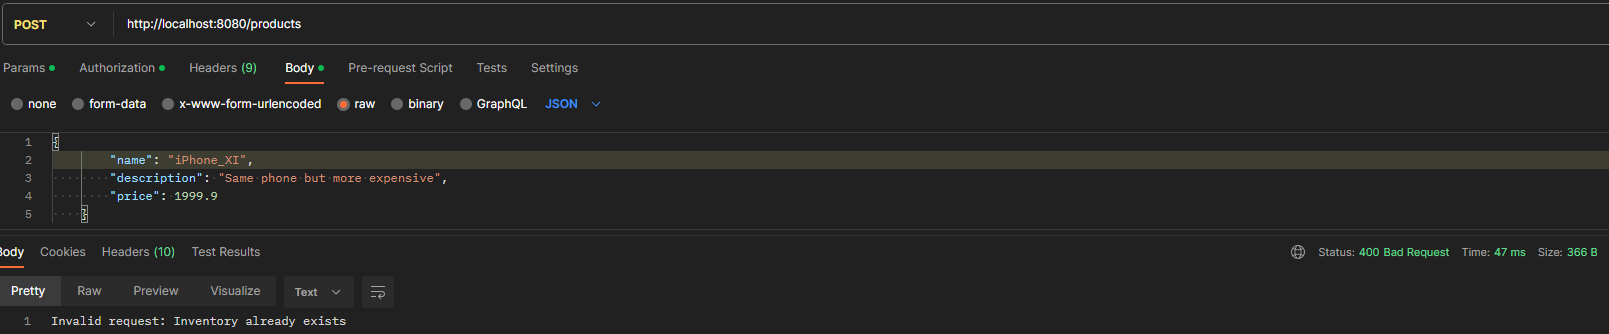 POST http://localhost:8080/products
Params Authorization Headers (9) Body Pre-request Script Tests Settings
none form-data x-www-form-urlencoded raw binary GraphQL JSON
1 {
2 "name": "iPhone_XI",
3 "description": "Same phone but more expensive",
4 "price": 1999.9
5 }
Body Cookies Headers (10) Test Results Status: 400 Bad Request Time: 47 ms Size: 366 B
Pretty Raw Preview Visualize Text
1 Invalid request: Inventory already exists